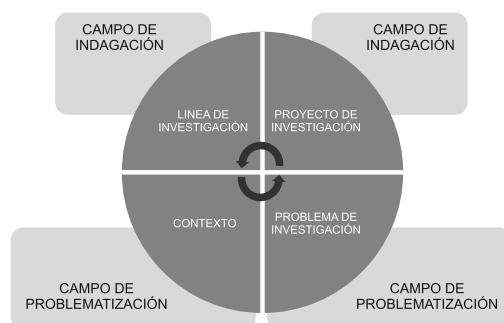 CAMPO DE
INDAGACIÓN
CAMPO DE
INDAGACIÓN
LINEA DE
INVESTIGACIÓN
PROYECTO DE
INVESTIGACIÓN
CONTEXTO
PROBLEMA DE
INVESTIGACIÓN
CAMPO DE
PROBLEMATIZACIÓN
CAMPO DE
PROBLEMATIZACIÓN